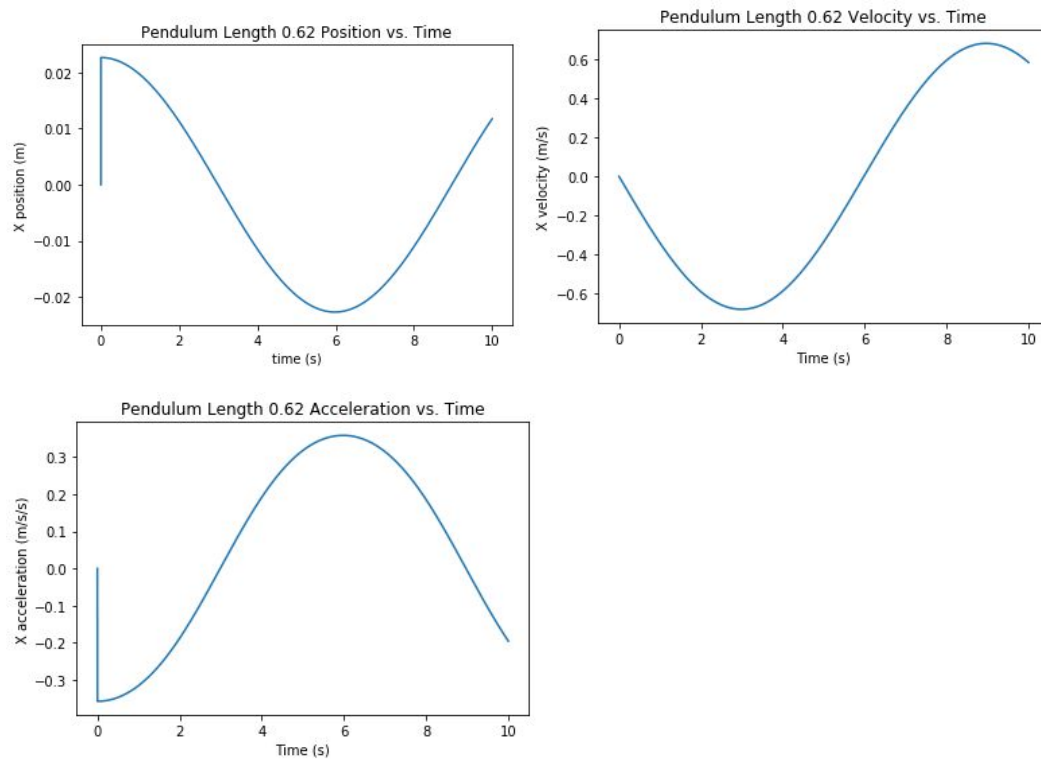 Pendulum Length 0.62 Position vs. Time
X position (m)
0.02
0.01
0.00
−0.01
−0.02
0 2 4 6 8 10
time (s)
Pendulum Length 0.62 Velocity vs. Time
X velocity (m/s)
0.6
0.4
0.2
0.0
−0.2
−0.4
−0.6
0 2 4 6 8 10
Time (s)
Pendulum Length 0.62 Acceleration vs. Time
X acceleration (m/s/s)
0.3
0.2
0.1
0.0
−0.1
−0.2
−0.3
0 2 4 6 8 10
Time (s)